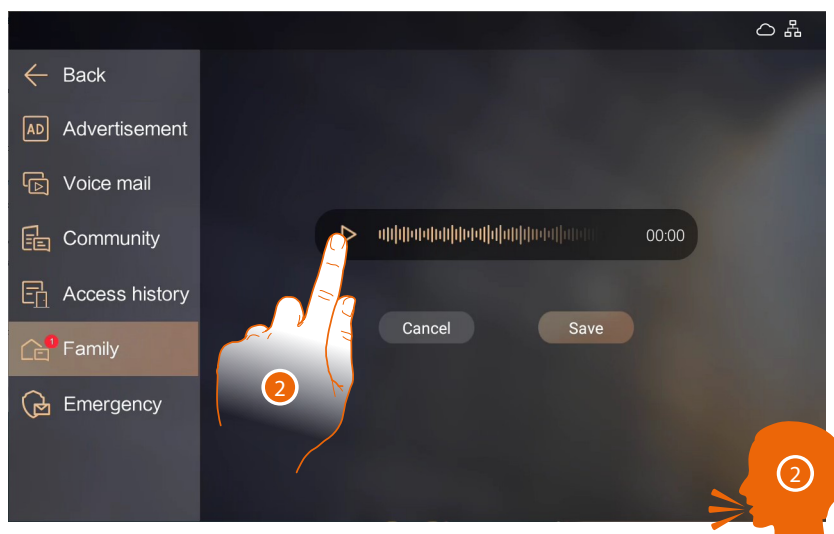 Back
AD
Advertisement
Voice mail
Community
Access history
1
Family
Emergency
00:00
Cancel
Save
2
2